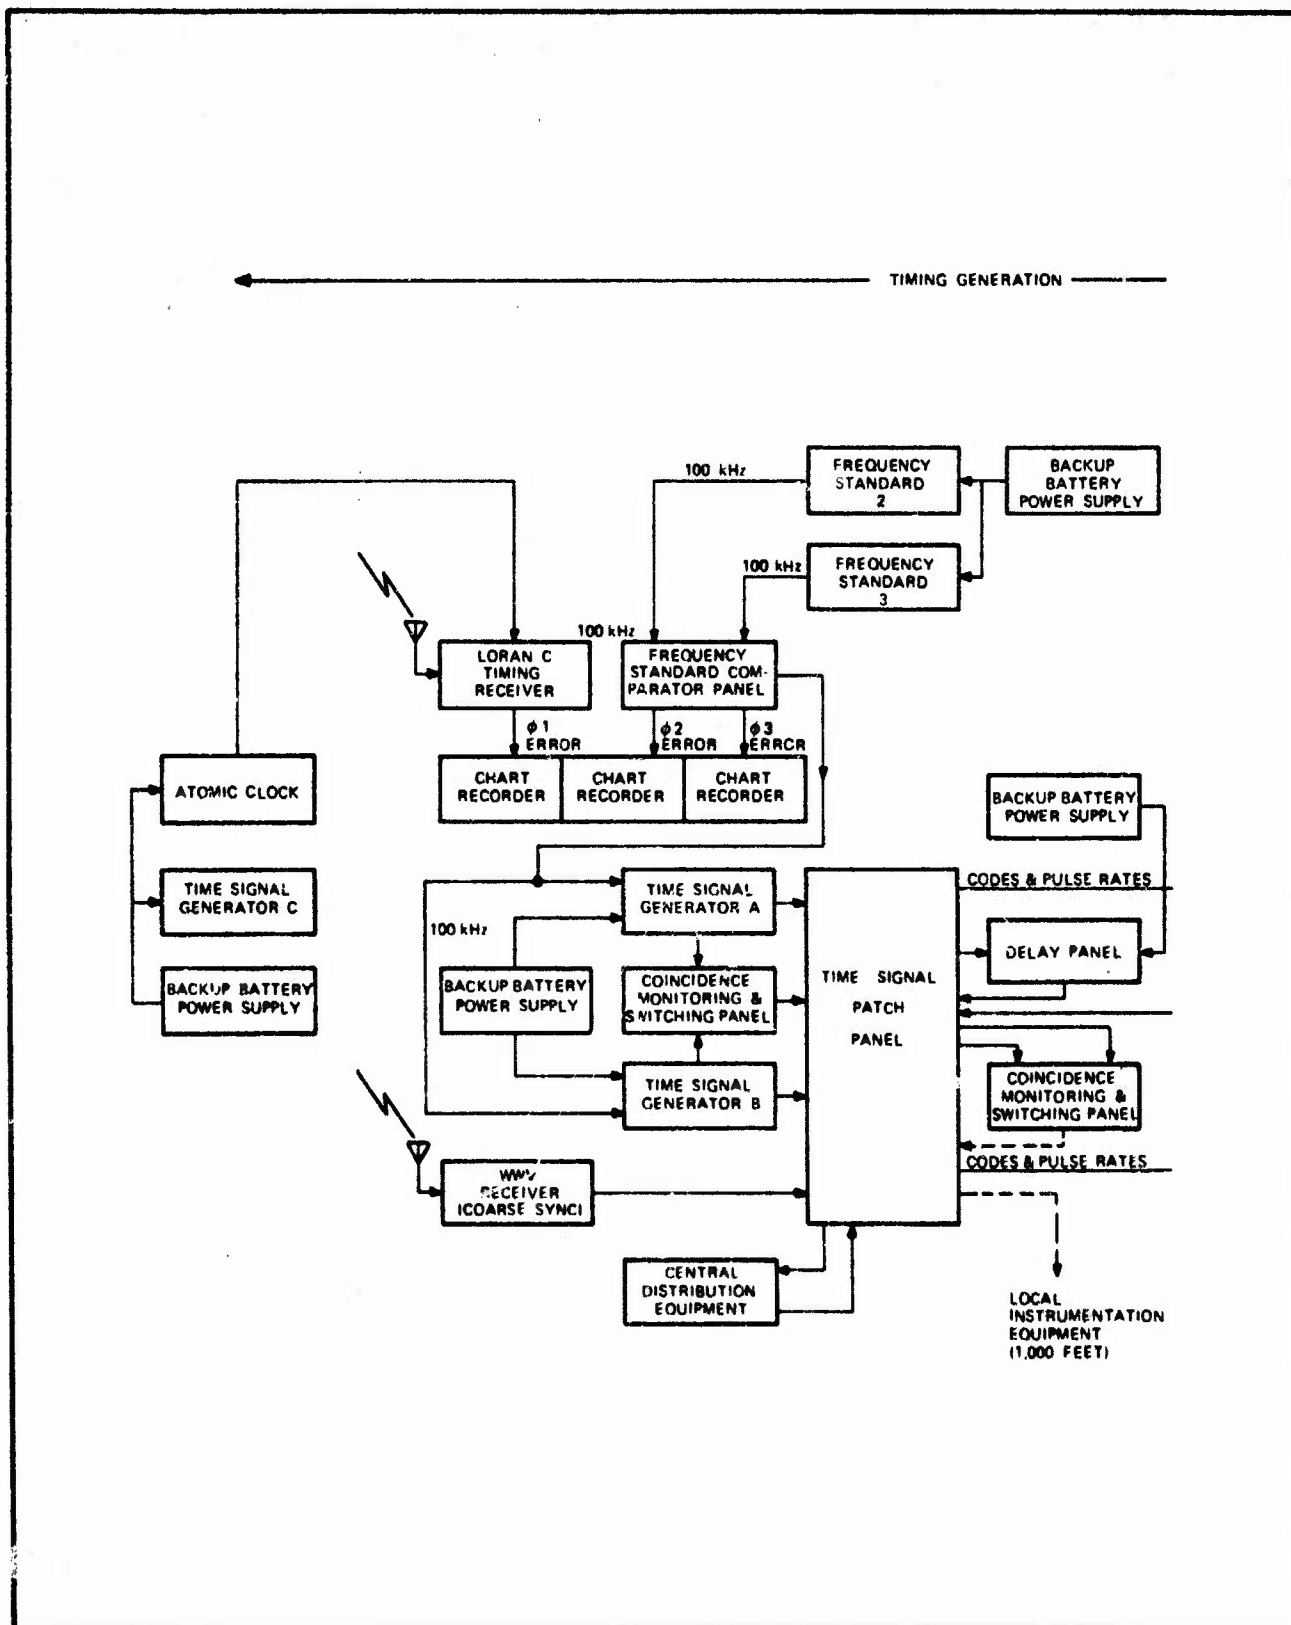 TIMING GENERATION
100 kHz
FREQUENCY
STANDARD
2
BACKUP
BATTERY
POWER SUPPLY
100 kHz
FREQUENCY
STANDARD
3
100 kHz
LORAN C
TIMING
RECEIVER
FREQUENCY
STANDARD COM-
PARATOR PANEL
ϕ1
ERROR
ϕ2
ERROR
ϕ3
ERROR
ATOMIC CLOCK
CHART
RECORDER
CHART
RECORDER
CHART
RECORDER
BACKUP BATTERY
POWER SUPPLY
TIME SIGNAL
GENERATOR C
TIME SIGNAL
GENERATOR A
CODES & PULSE RATES
100 kHz
DELAY PANEL
BACKUP BATTERY
POWER SUPPLY
BACKUP BATTERY
POWER SUPPLY
COINCIDENCE
MONITORING &
SWITCHING PANEL
TIME SIGNAL
PATCH
PANEL
TIME SIGNAL
GENERATOR B
COINCIDENCE
MONITORING &
SWITCHING PANEL
CODES & PULSE RATES
WWV
RECEIVER
(COARSE SYNC)
CENTRAL
DISTRIBUTION
EQUIPMENT
LOCAL
INSTRUMENTATION
EQUIPMENT
(1,000 FEET)